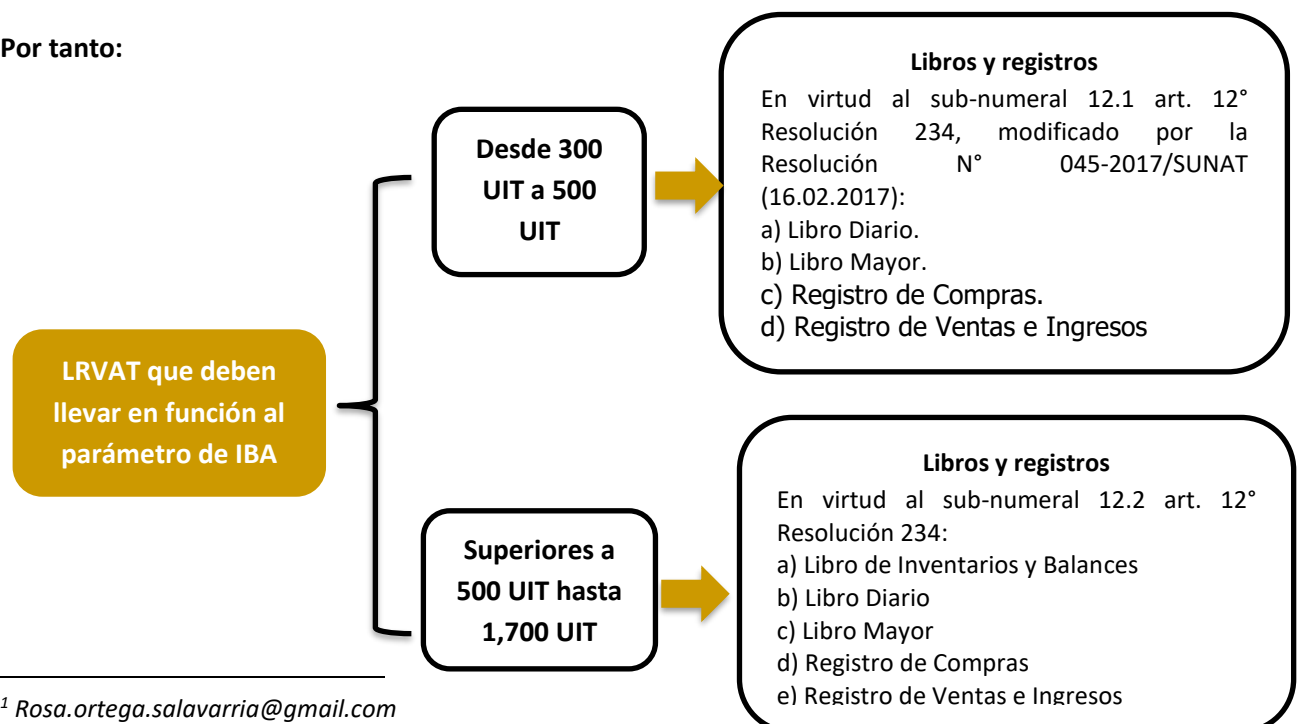 Por tanto:
LRVAT que deben
llevar en función al
parámetro de IBA
Desde 300
UIT a 500
UIT
Libros y registros
En virtud al sub-numeral 12.1 art. 12°
Resolución 234, modificado por la
Resolución N° 045-2017/SUNAT
(16.02.2017):
a) Libro Diario.
b) Libro Mayor.
c) Registro de Compras.
d) Registro de Ventas e Ingresos
Superiores a
500 UIT hasta
1,700 UIT
Libros y registros
En virtud al sub-numeral 12.2 art. 12°
Resolución 234:
a) Libro de Inventarios y Balances
b) Libro Diario
c) Libro Mayor
d) Registro de Compras
e) Registro de Ventas e Ingresos
1 Rosa.ortega.salavarria@gmail.com